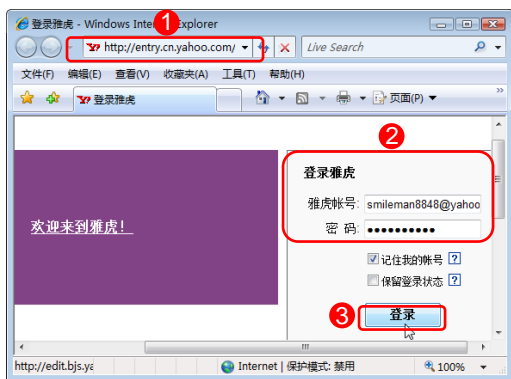 登录雅虎 - Windows Internet Explorer
1
http://entry.cn.yahoo.com/
Live Search
文件(F) 编辑(E) 查看(V) 收藏夹(A) 工具(T) 帮助(H)
登录雅虎
页面(P)
2
登录雅虎
雅虎帐号: smileman8848@yahoo
欢迎来到雅虎！
密 码: ●●●●●●●●●●
记住我的帐号 ?
保留登录状态 ?
3 登录
http://edit.bjs.ya Internet | 保护模式: 禁用 100%